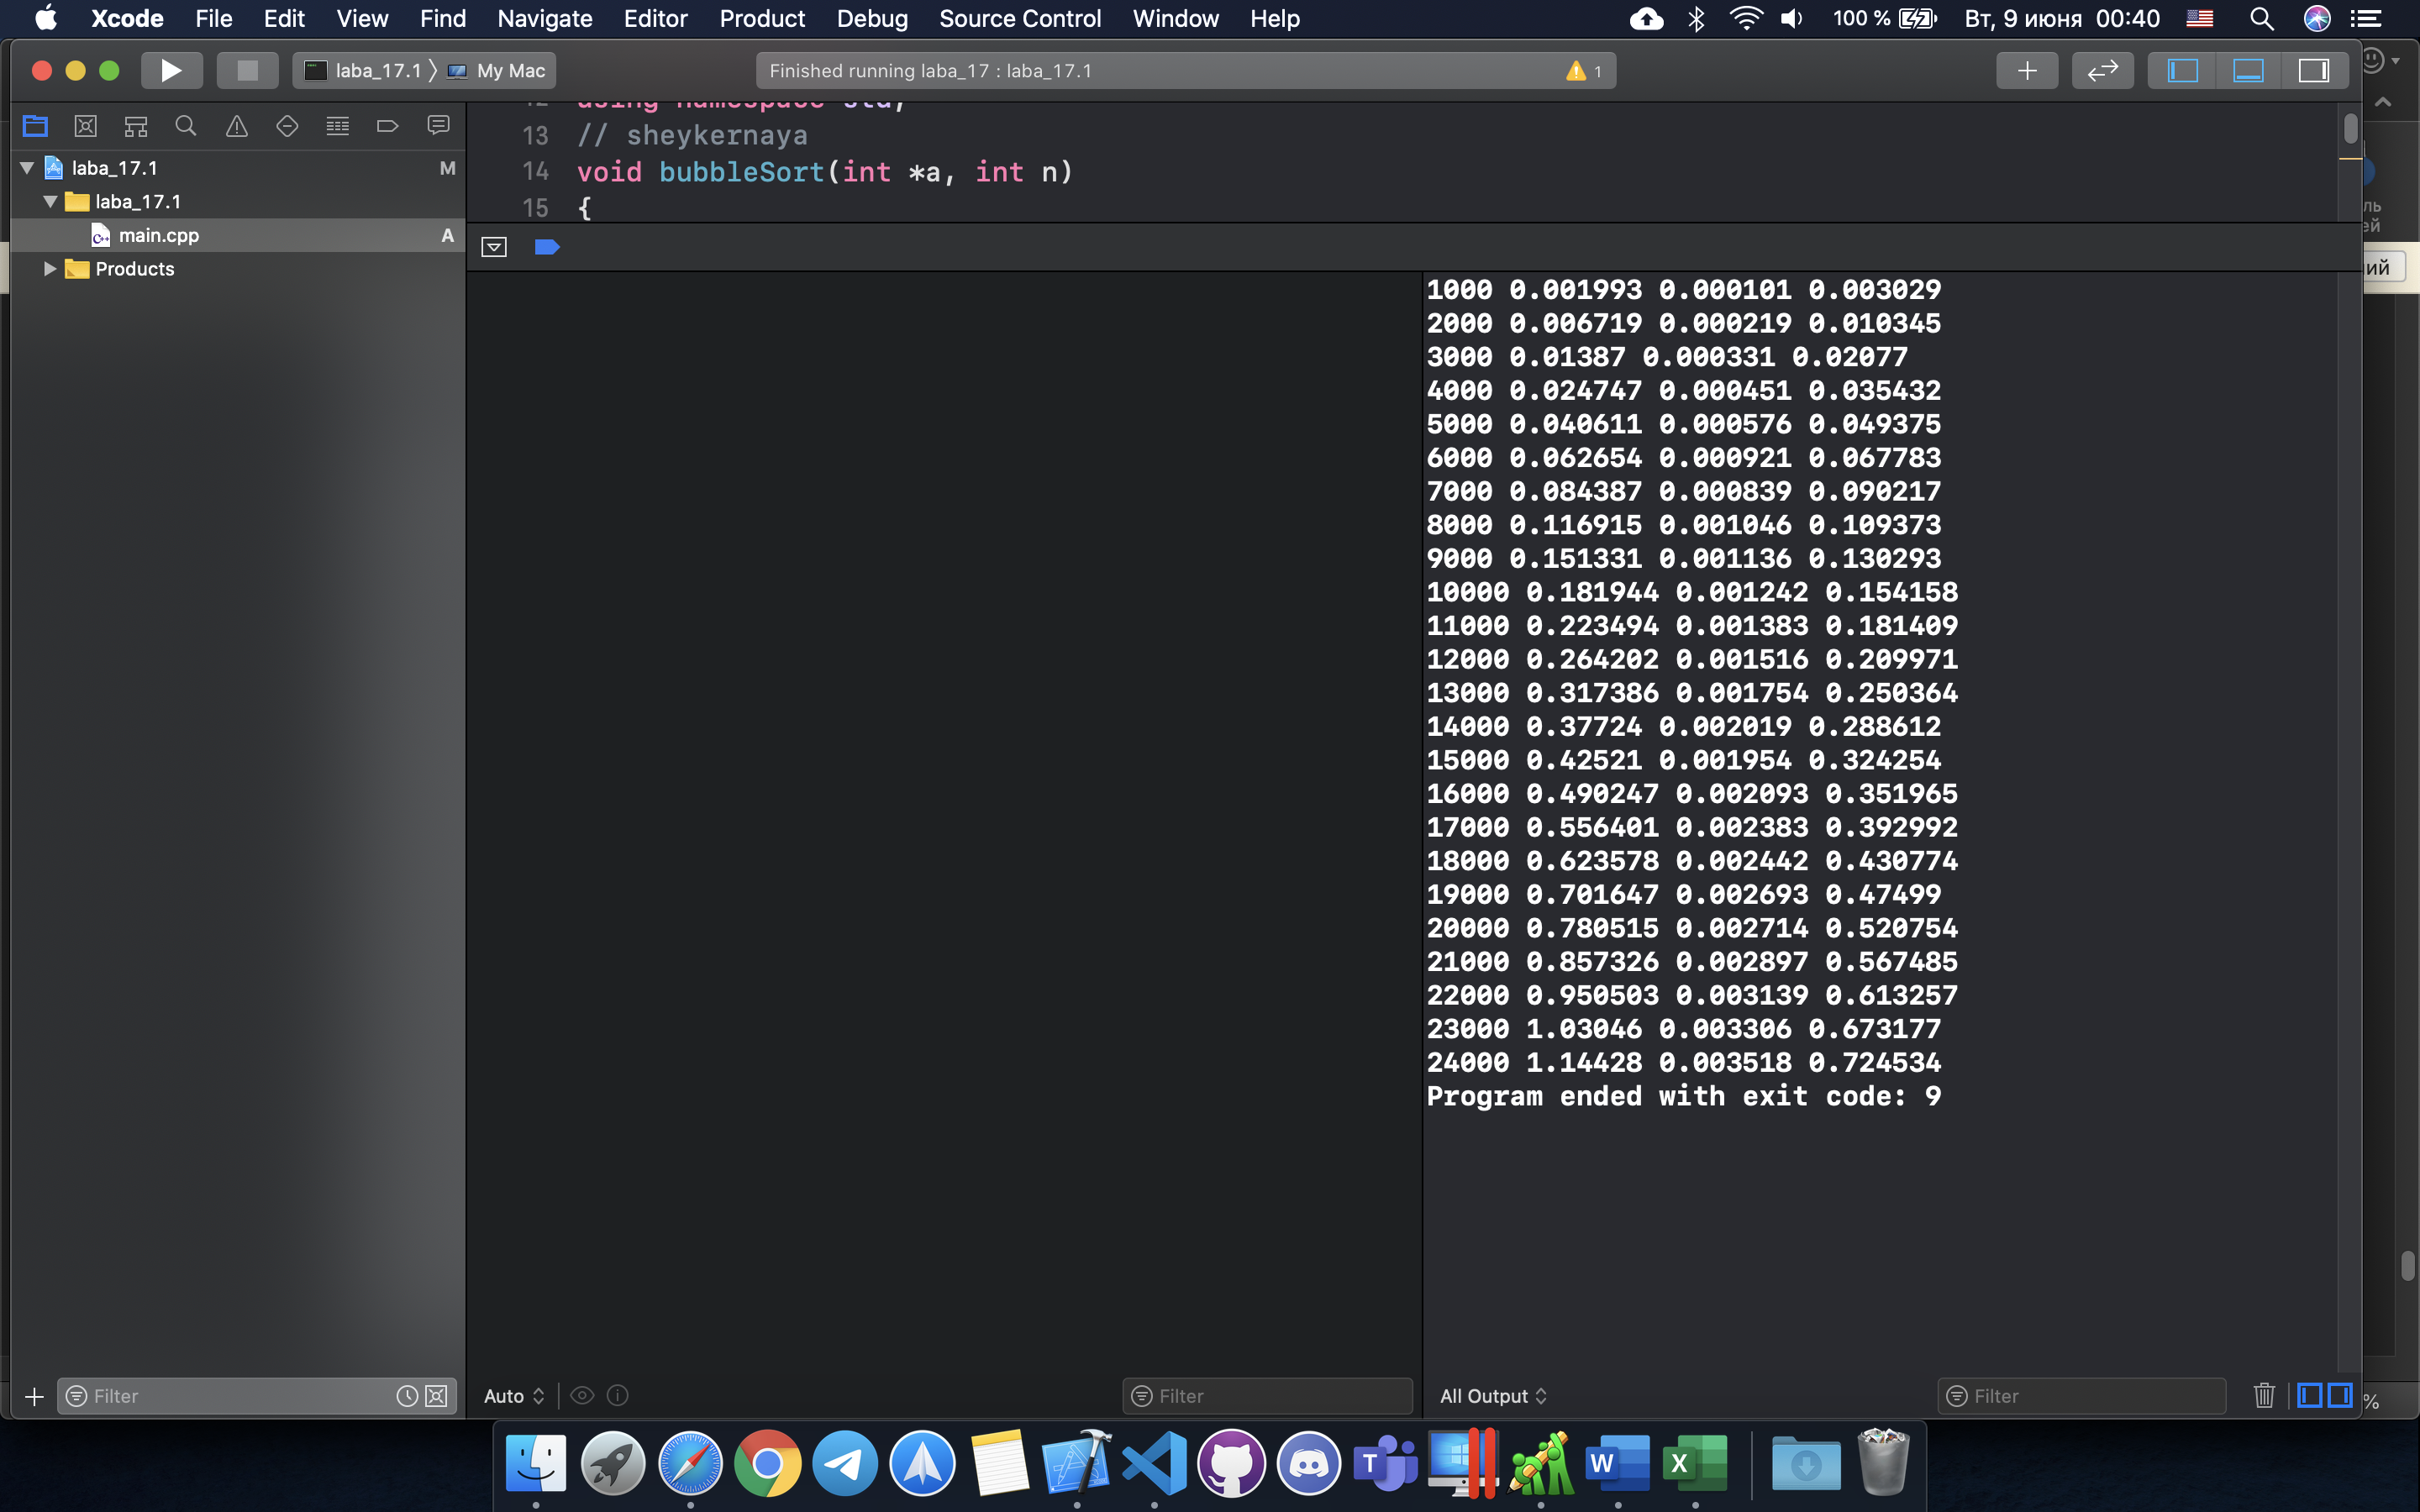 Xcode File Edit View Find Navigate Editor Product Debug Source Control Window Help 100 % Вт, 9 июня 00:40
laba_17.1 My Mac Finished running laba_17 : laba_17.1 1
using namespace std;
13 // sheykernaya
14 void bubbleSort(int *a, int n)
15 {
laba_17.1 M
laba_17.1
main.cpp A
Products
ль
ей
ий
1000 0.001993 0.000101 0.003029
2000 0.006719 0.000219 0.010345
3000 0.01387 0.000331 0.02077
4000 0.024747 0.000451 0.035432
5000 0.040611 0.000576 0.049375
6000 0.062654 0.000921 0.067783
7000 0.084387 0.000839 0.090217
8000 0.116915 0.001046 0.109373
9000 0.151331 0.001136 0.130293
10000 0.181944 0.001242 0.154158
11000 0.223494 0.001383 0.181409
12000 0.264202 0.001516 0.209971
13000 0.317386 0.001754 0.250364
14000 0.37724 0.002019 0.288612
15000 0.42521 0.001954 0.324254
16000 0.490247 0.002093 0.351965
17000 0.556401 0.002383 0.392992
18000 0.623578 0.002442 0.430774
19000 0.701647 0.002693 0.47499
20000 0.780515 0.002714 0.520754
21000 0.857326 0.002897 0.567485
22000 0.950503 0.003139 0.613257
23000 1.03046 0.003306 0.673177
24000 1.14428 0.003518 0.724534
Program ended with exit code: 9
Filter Auto Filter All Output Filter %
T W X